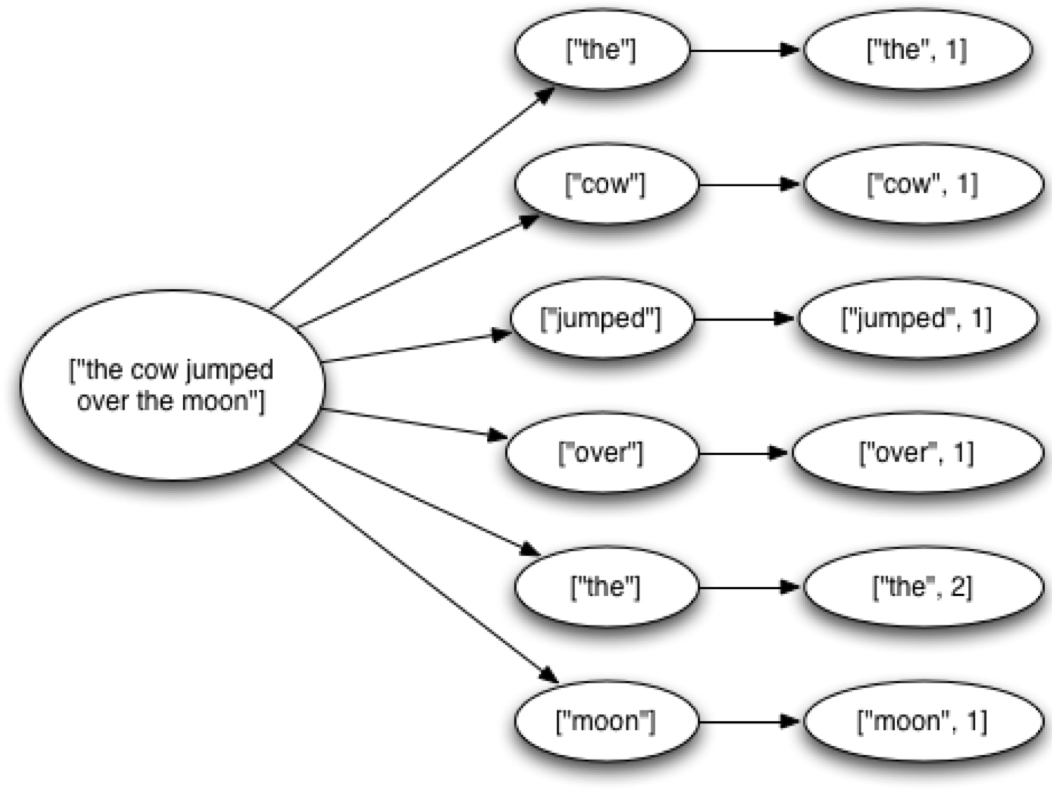 ["the"]
["the", 1]
["cow"]
["cow", 1]
["jumped"]
["jumped", 1]
["the cow jumped
over the moon"]
["over"]
["over", 1]
["the"]
["the", 2]
["moon"]
["moon", 1]